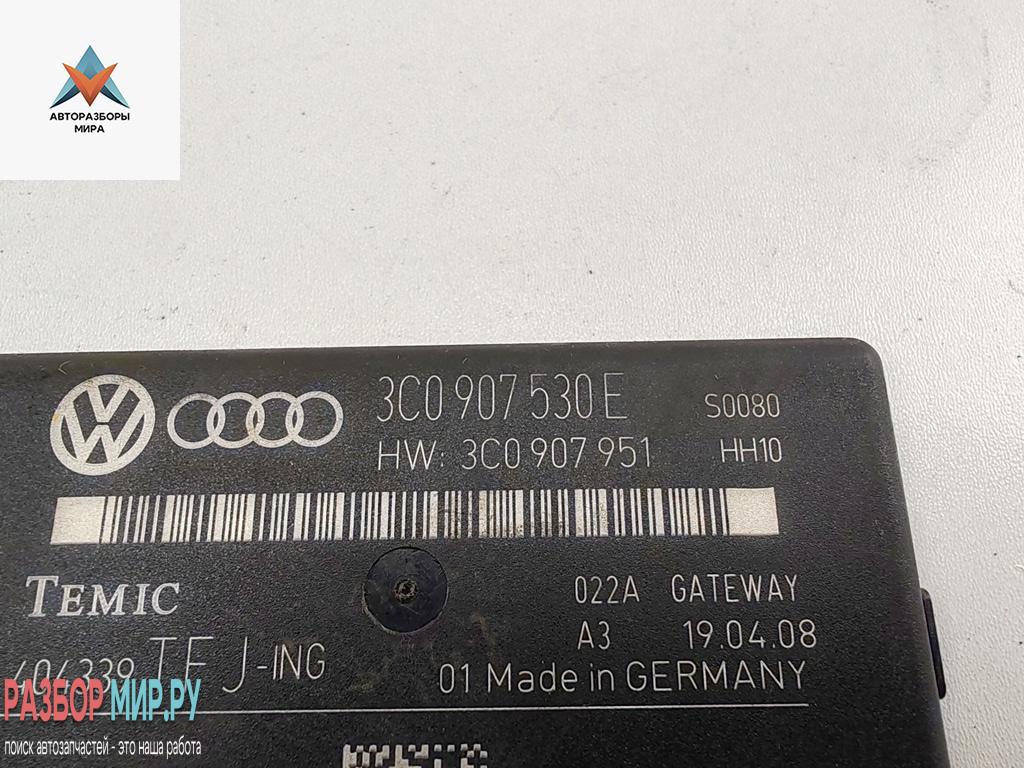 АВТОРАЗБОРЫ
МИРА
3C0 907 530 E S0080
HW: 3C0 907 951 HH10
TEMIC
022A GATEWAY
A3 19.04.08
TE J-ING
01 Made in GERMANY
РАЗБОР МИР.РУ
поиск автозапчастей - это наша работа